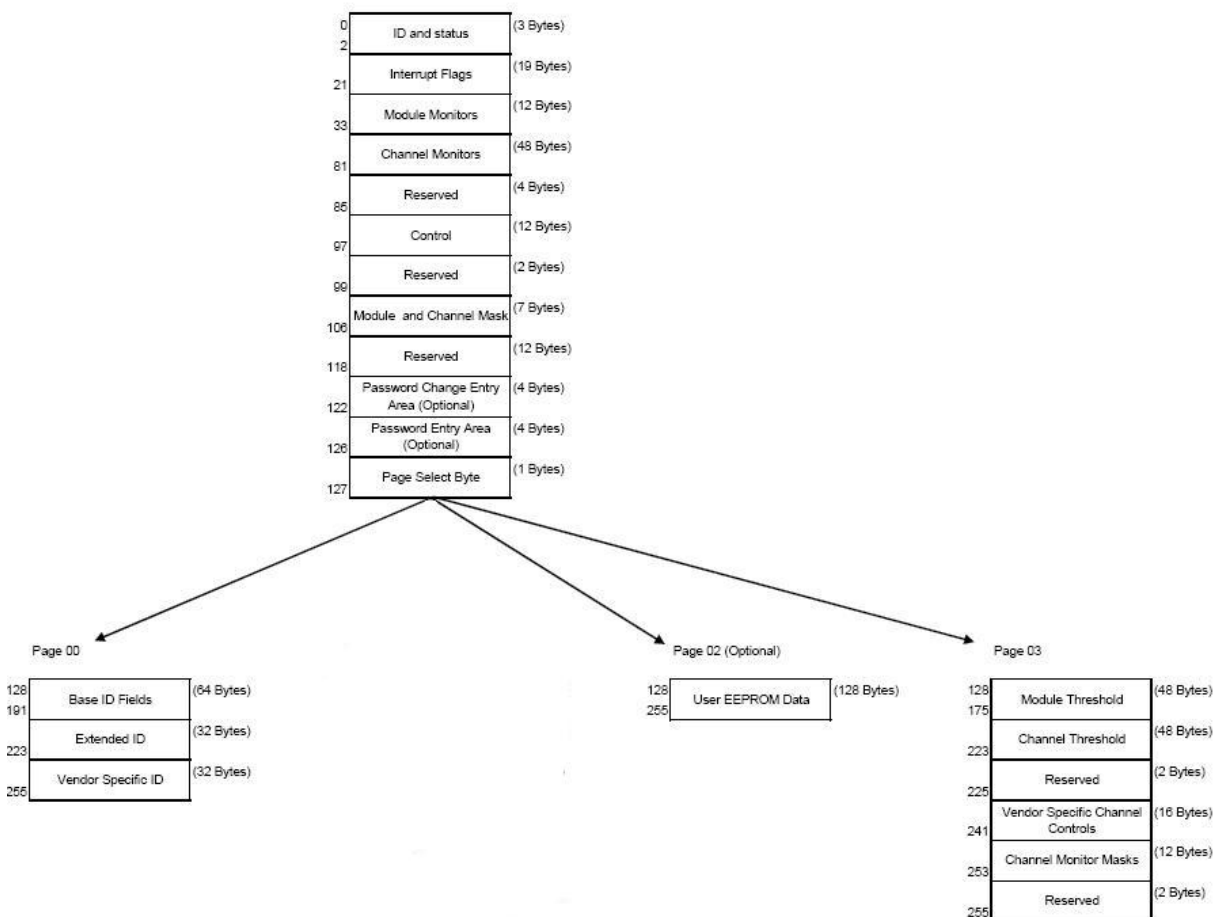 0
ID and status
(3 Bytes)
2
Interrupt Flags
(19 Bytes)
21
Module Monitors
(12 Bytes)
33
Channel Monitors
(48 Bytes)
81
Reserved
(4 Bytes)
85
Control
(12 Bytes)
97
Reserved
(2 Bytes)
99
Module and Channel Mask
(7 Bytes)
106
Reserved
(12 Bytes)
118
Password Change Entry
Area (Optional)
(4 Bytes)
122
Password Entry Area
(Optional)
(4 Bytes)
126
Page Select Byte
(1 Bytes)
127
Page 00
128
Base ID Fields
(64 Bytes)
191
Extended ID
(32 Bytes)
223
Vendor Specific ID
(32 Bytes)
255
Page 02 (Optional)
128
User EEPROM Data
(128 Bytes)
255
Page 03
128
Module Threshold
(48 Bytes)
175
Channel Threshold
(48 Bytes)
223
Reserved
(2 Bytes)
225
Vendor Specific Channel
Controls
(16 Bytes)
241
Channel Monitor Masks
(12 Bytes)
253
Reserved
(2 Bytes)
255